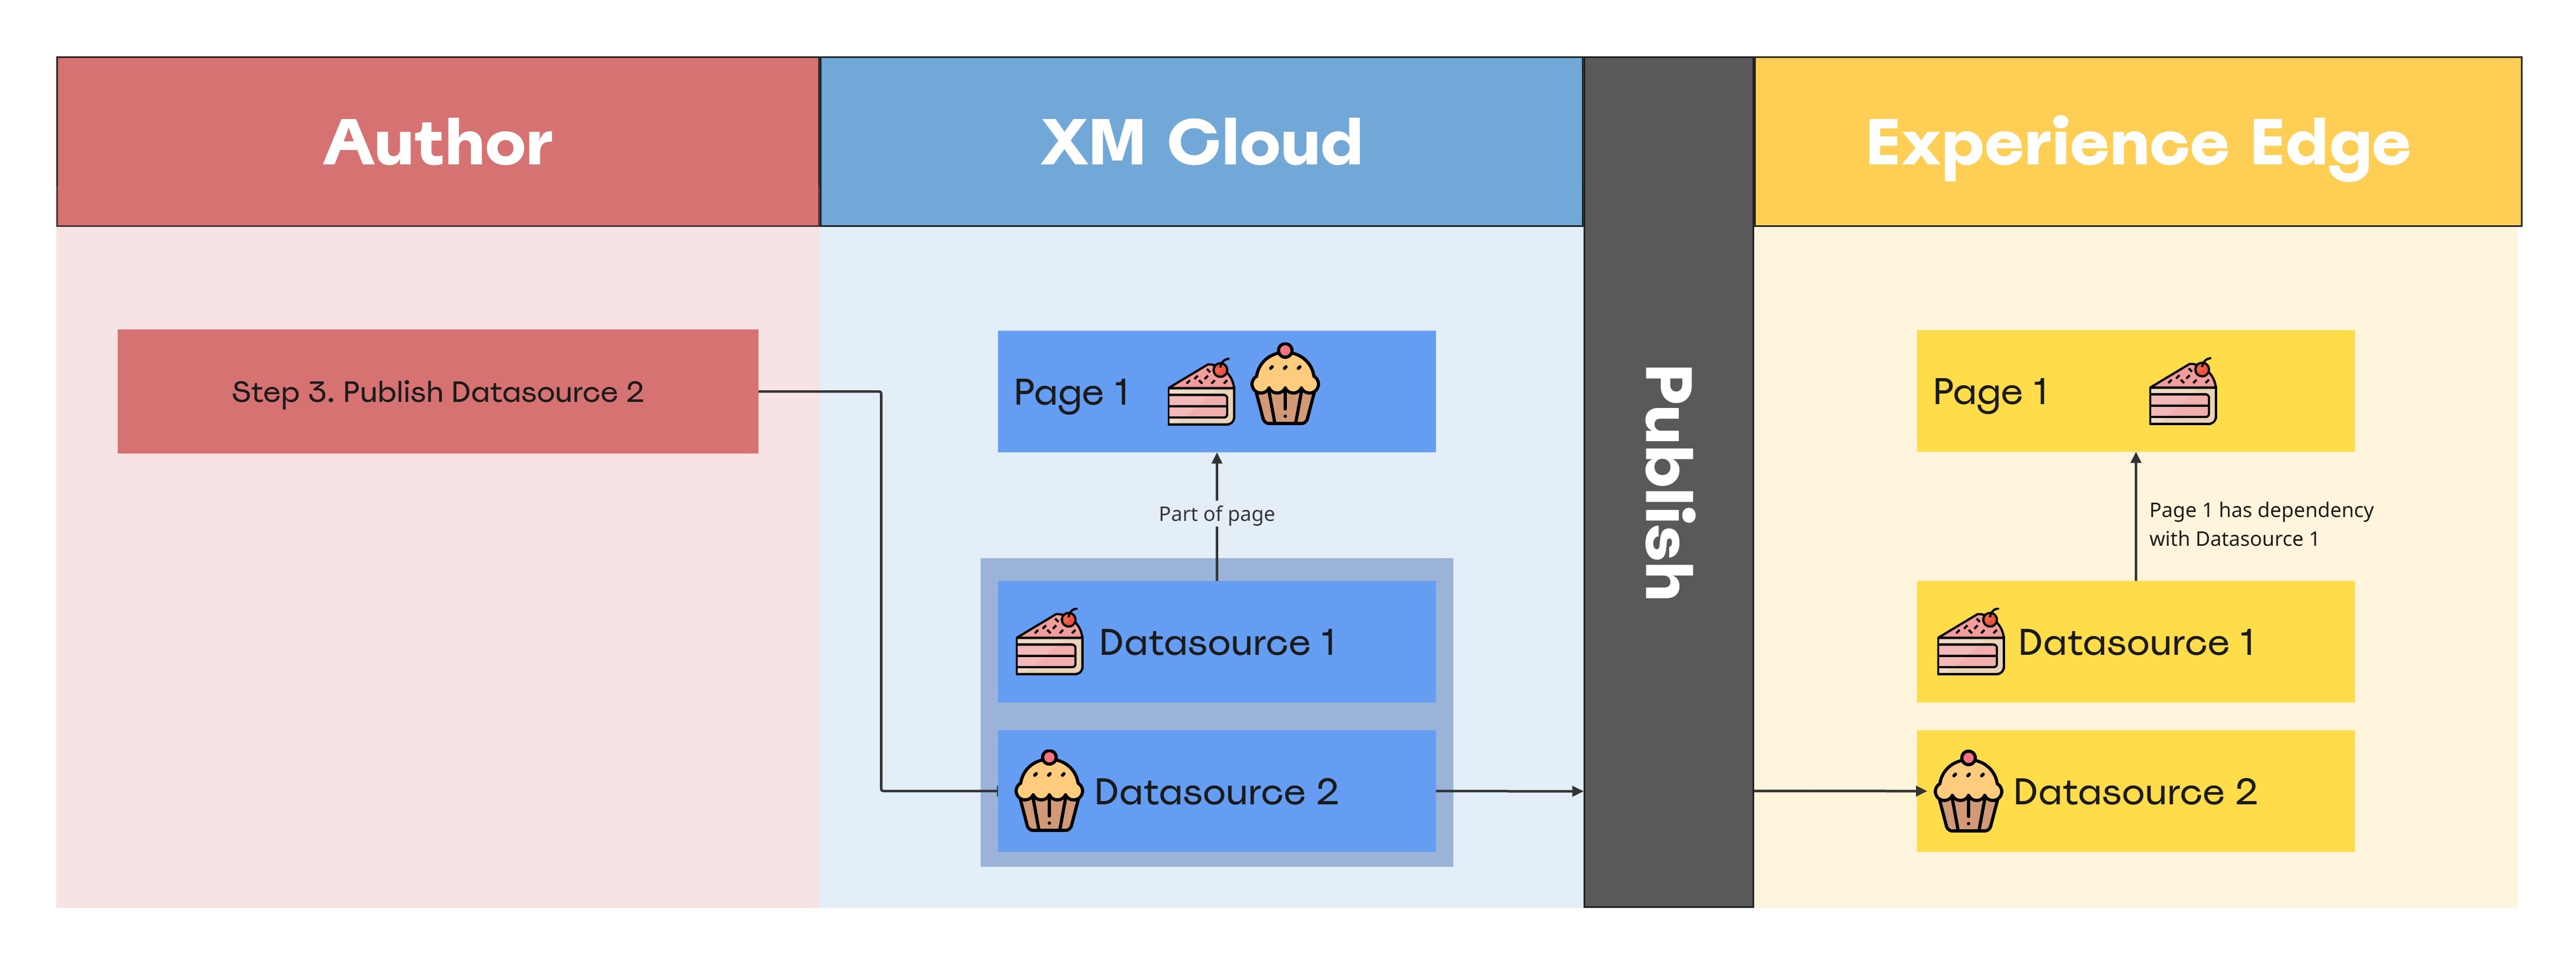 Author
XM Cloud
Publish
Experience Edge
Step 3. Publish Datasource 2
Page 1
Part of page
Datasource 1
Datasource 2
Page 1
Page 1 has dependency
with Datasource 1
Datasource 1
Datasource 2